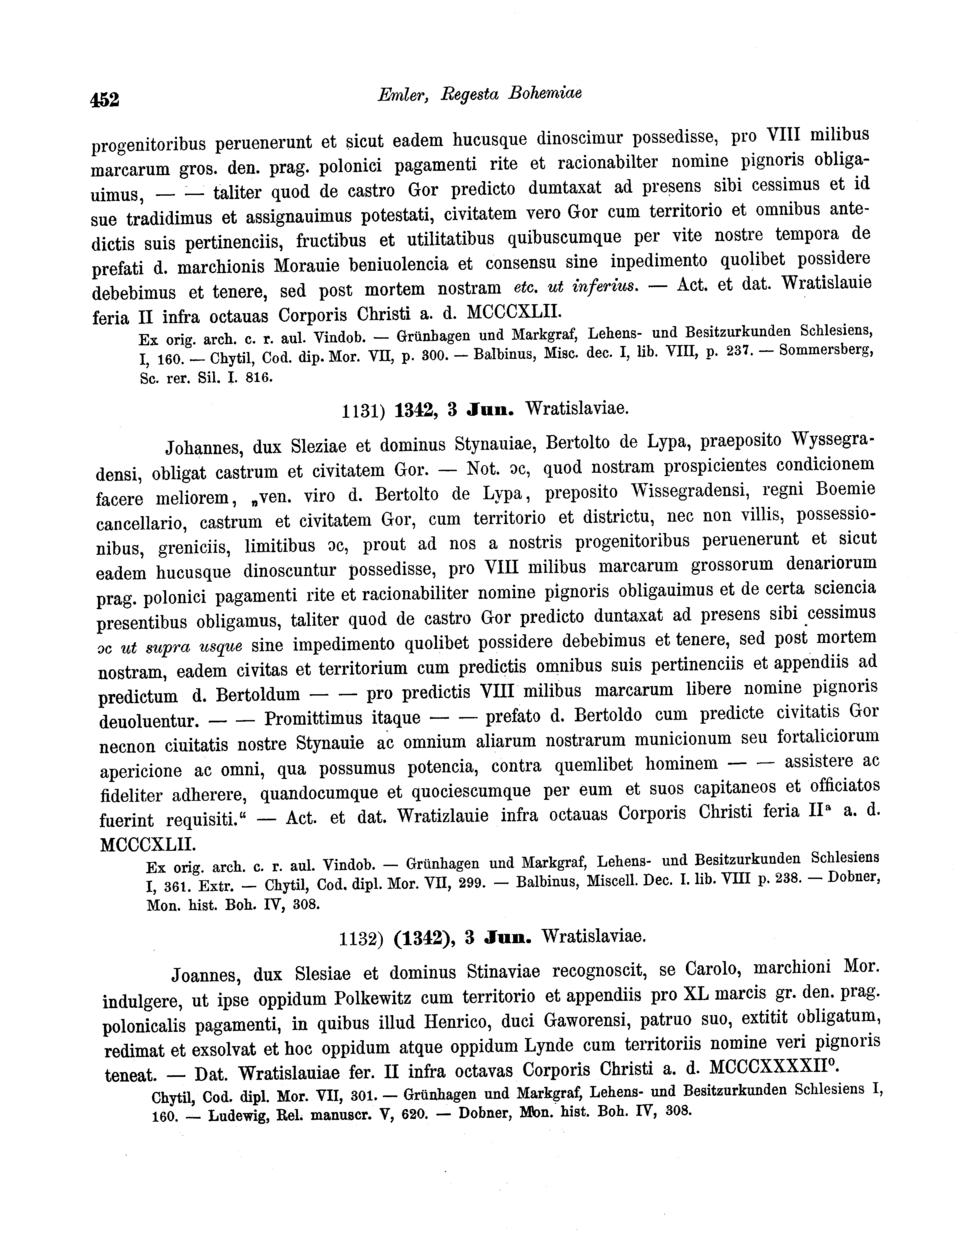 452
Emler, Regesta Bohemiae
progenitoribus peruenerunt et sicut eadem hucusque dinoscimur possedisse, pro VIII milibus
marcarum gros. den. prag. polonici pagamenti rite et racionabilter nomine pignoris obliga-
uimus, — — taliter quod de castro Gor predicto dumtaxat ad presens sibi cessimus et id
sue tradidimus et assignauimus potestati, civitatem vero Gor cum territorio et omnibus ante-
dictis suis pertinenciis, fructibus et utilitatibus quibuscumque per vite nostre tempora de
prefati d. marchionis Morauie beniuolencia et consensu sine inpedimento quolibet possidere
debebimus et tenere, sed post mortem nostram etc. ut inferius. — Act. et dat. Wratislauie
feria II infra octauas Corporis Christi a. d. MCCCXLII.
Ex orig. arch. c. r. aul. Vindob. — Grünhagen und Markgraf, Lehens- und Besitzurkunden Schlesiens,
I, 160. — Chytil, Cod. dip. Mor. VII, p. 300. — Balbinus, Misc. dec. I, lib. VIII, p. 237. — Sommersberg,
Sc. rer. Sil. I. 816.
1131) 1342, 3 Jun. Wratislaviae.
Johannes, dux Sleziae et dominus Stynauiae, Bertolto de Lypa, praeposito Wyssegra-
densi, obligat castrum et civitatem Gor. — Not. ɔc, quod nostram prospicientes condicionem
facere meliorem, „ven. viro d. Bertolto de Lypa, preposito Wissegradensi, regni Boemie
cancellario, castrum et civitatem Gor, cum territorio et districtu, nec non villis, possessio-
nibus, greniciis, limitibus ɔc, prout ad nos a nostris progenitoribus peruenerunt et sicut
eadem hucusque dinoscuntur possedisse, pro VIII milibus marcarum grossorum denariorum
prag. polonici pagamenti rite et racionabiliter nomine pignoris obligauimus et de certa sciencia
presentibus obligamus, taliter quod de castro Gor predicto duntaxat ad presens sibi cessimus
ɔc ut supra usque sine impedimento quolibet possidere debebimus et tenere, sed post mortem
nostram, eadem civitas et territorium cum predictis omnibus suis pertinenciis et appendiis ad
predictum d. Bertoldum — — pro predictis VIII milibus marcarum libere nomine pignoris
deuoluentur. — — Promittimus itaque — — prefato d. Bertoldo cum predicte civitatis Gor
necnon ciuitatis nostre Stynauie ac omnium aliarum nostrarum municionum seu fortaliciorum
apericione ac omni, qua possumus potencia, contra quemlibet hominem — — assistere ac
fideliter adherere, quandocumque et quociescumque per eum et suos capitaneos et officiatos
fuerint requisiti.“ — Act. et dat. Wratizlauie infra octauas Corporis Christi feria IIª a. d.
MCCCXLII.
Ex orig. arch. c. r. aul. Vindob. — Grünhagen und Markgraf, Lehens- und Besitzurkunden Schlesiens
I, 361. Extr. — Chytil, Cod. dipl. Mor. VII, 299. — Balbinus, Miscell. Dec. I. lib. VIII p. 238. — Dobner,
Mon. hist. Boh. IV, 308.
1132) (1342), 3 Jun. Wratislaviae.
Joannes, dux Slesiae et dominus Stinaviae recognoscit, se Carolo, marchioni Mor.
indulgere, ut ipse oppidum Polkewitz cum territorio et appendiis pro XL marcis gr. den. prag.
polonicalis pagamenti, in quibus illud Henrico, duci Gaworensi, patruo suo, extitit obligatum,
redimat et exsolvat et hoc oppidum atque oppidum Lynde cum territoriis nomine veri pignoris
teneat. — Dat. Wratislauiae fer. II infra octavas Corporis Christi a. d. MCCCXXXXIIº.
Chytil, Cod. dipl. Mor. VII, 301. — Grünhagen und Markgraf, Lehens- und Besitzurkunden Schlesiens I,
160. — Ludewig, Rel. manuscr. V, 620. — Dobner, Mon. hist. Boh. IV, 308.